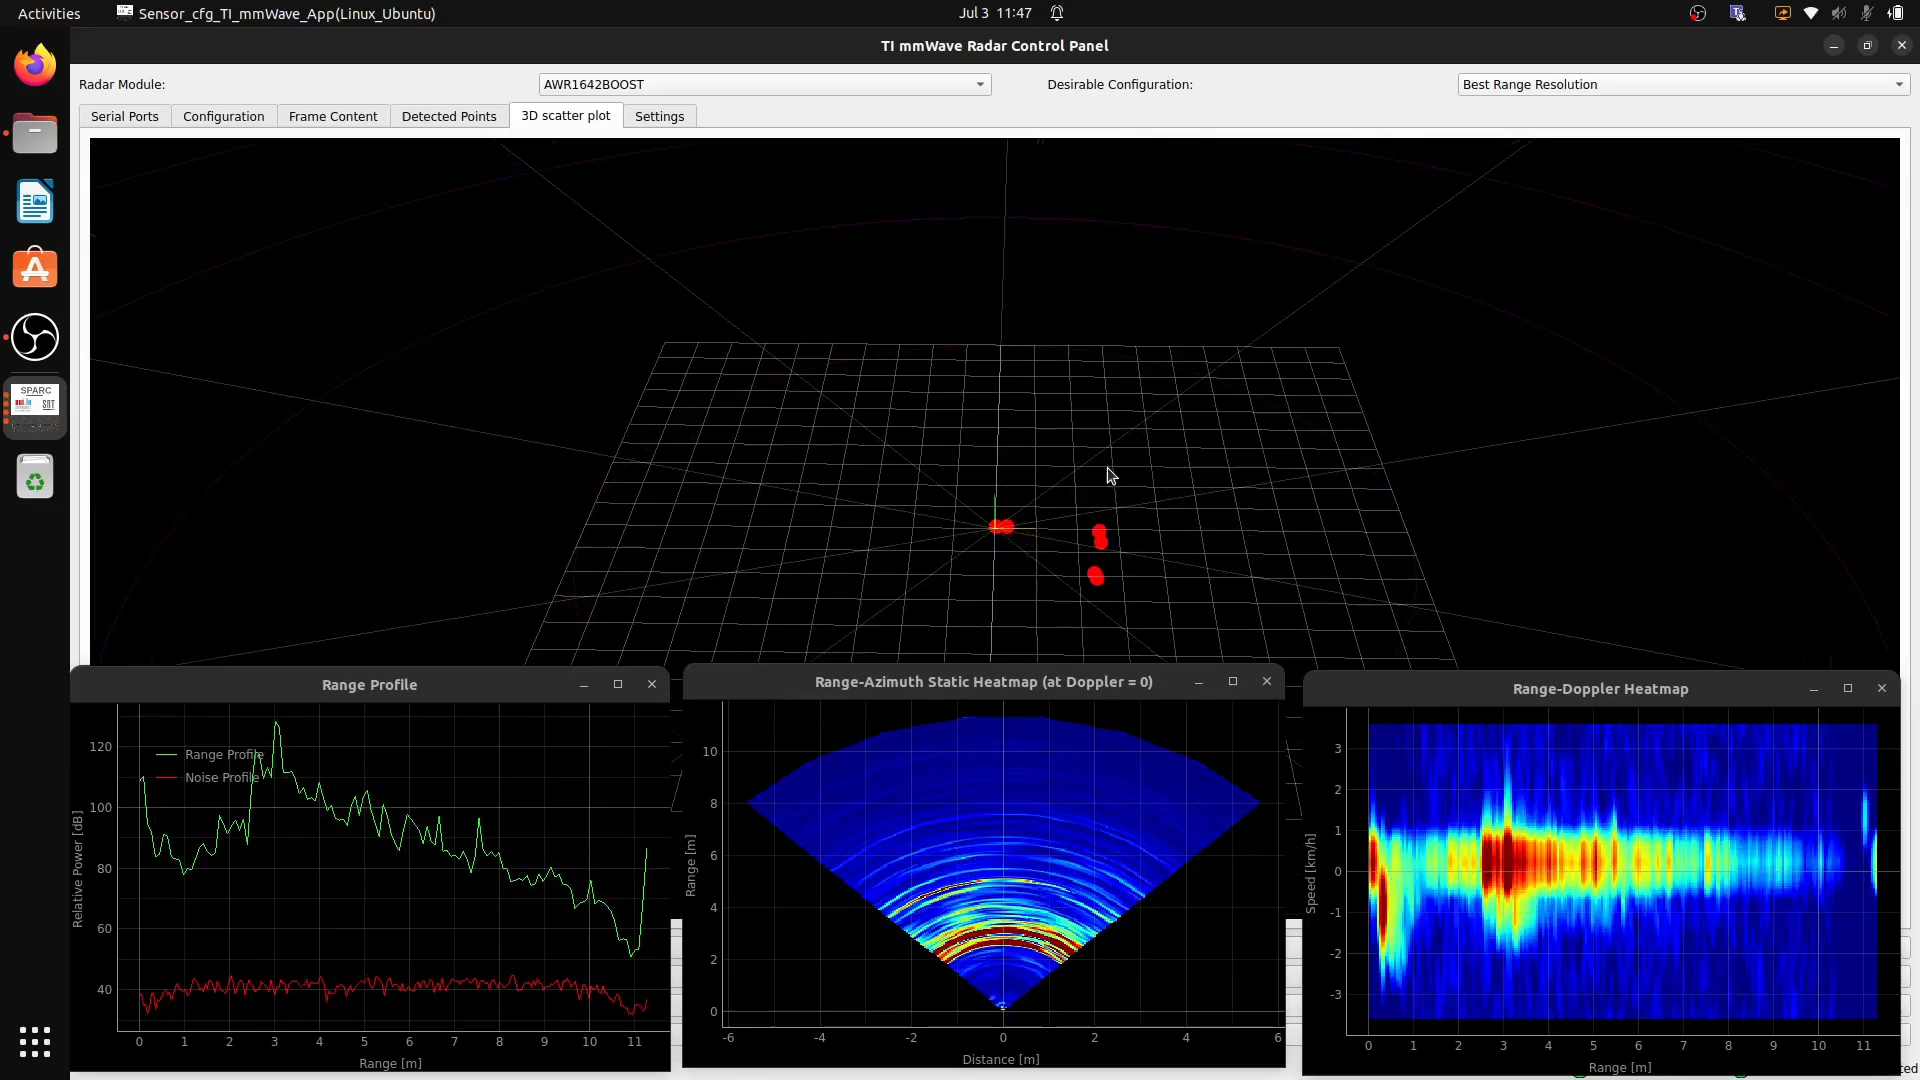 Activities
Sensor_cfg_TI_mmWave_App(Linux_Ubuntu)
Jul 3 11:47
TI mmWave Radar Control Panel
Radar Module:
AWR1642BOOST
Desirable Configuration:
Best Range Resolution
Serial Ports
Configuration
Frame Content
Detected Points
3D scatter plot
Settings
SPARC
SNT
Range Profile
Range Profile
Noise Profile
Relative Power [dB]
120
100
80
60
40
0 1 2 3 4 5 6 7 8 9 10 11
Range [m]
Range-Azimuth Static Heatmap (at Doppler = 0)
Range [m]
10
8
6
4
2
0
-6 -4 -2 0 2 4 6
Distance [m]
Range-Doppler Heatmap
Speed [km/h]
3
2
1
0
-1
-2
-3
0 1 2 3 4 5 6 7 8 9 10 11
Range [m]
ted